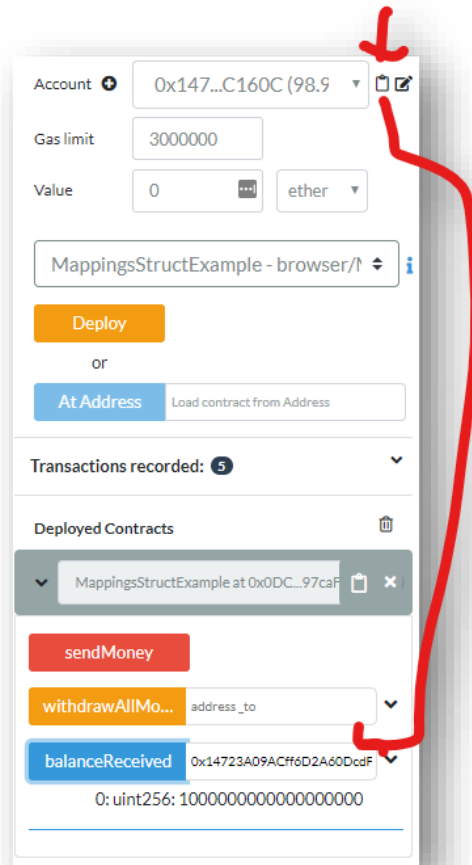 Account 0x147...C160C (98.9
Gas limit 3000000
Value 0 ether
MappingsStructExample - browser/M
Deploy
or
At Address Load contract from Address
Transactions recorded: 5
Deployed Contracts
MappingsStructExample at 0x0DC...97caF
sendMoney
withdrawAllMo... address _to
balanceReceived 0x14723A09ACff6D2A60DcdF
0: uint256: 1000000000000000000